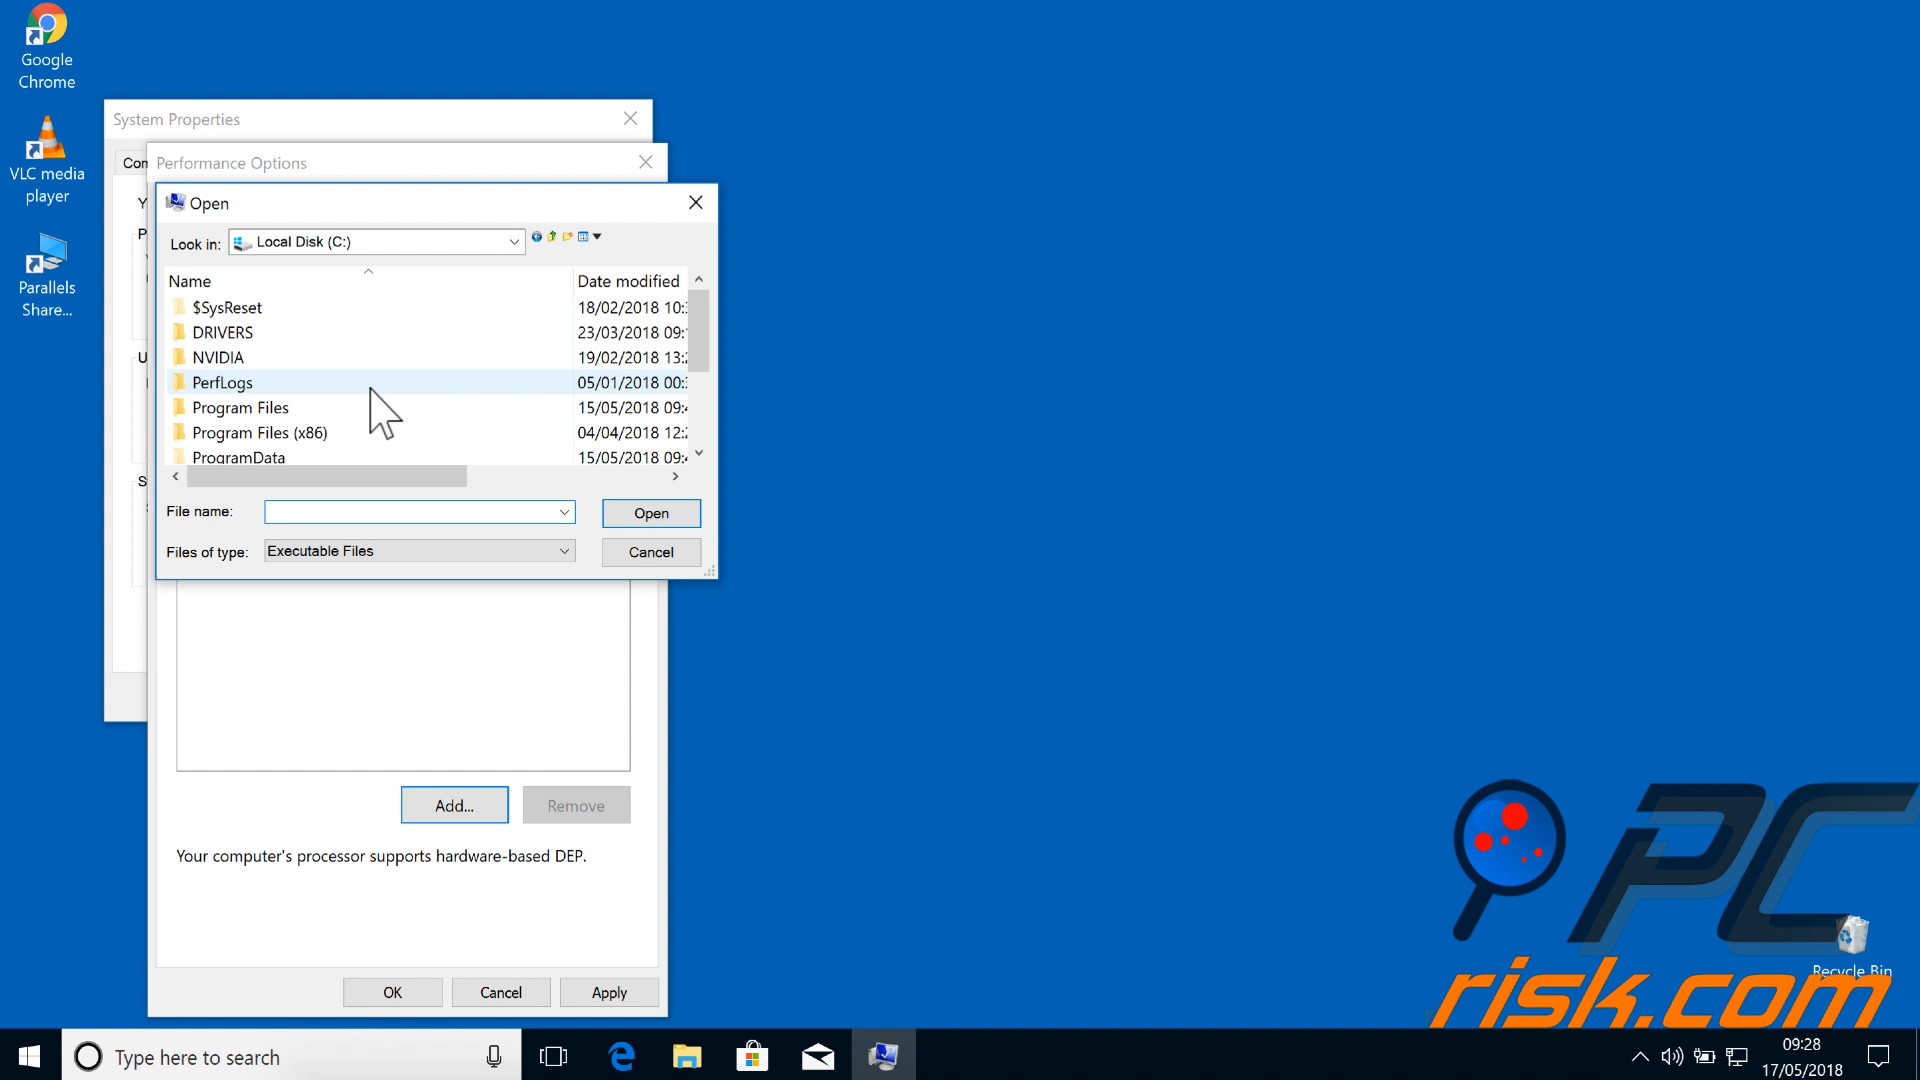 Google
Chrome
VLC media
player
Parallels
Share...
System Properties
Con
Performance Options
Y
P
U
S
Open
Look in:
Local Disk (C:)
Name
Date modified
$SysReset
18/02/2018 10:
DRIVERS
23/03/2018 09:
NVIDIA
19/02/2018 13:
PerfLogs
05/01/2018 00:
Program Files
15/05/2018 09:
Program Files (x86)
04/04/2018 12:
ProgramData
15/05/2018 09:
File name:
Open
Files of type:
Executable Files
Cancel
Add...
Remove
Your computer's processor supports hardware-based DEP.
OK
Cancel
Apply
PC
risk.com
Recycle Bin
Type here to search
09:28
17/05/2018